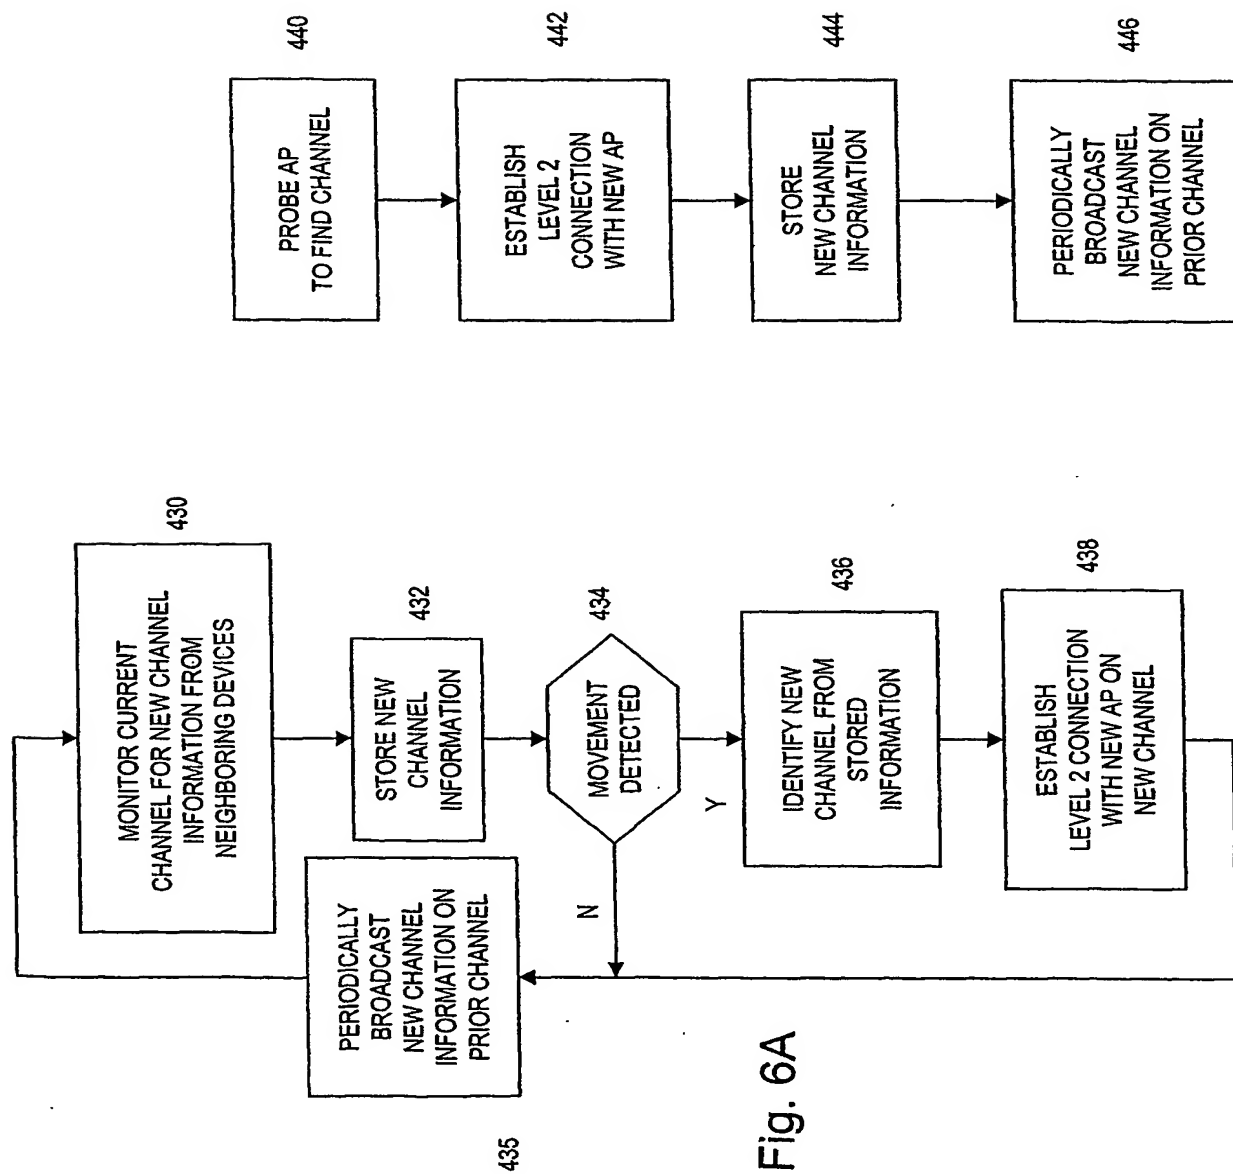 MONITOR CURRENT
CHANNEL FOR NEW CHANNEL
INFORMATION FROM
NEIGHBORING DEVICES
430
STORE NEW
CHANNEL
INFORMATION
432
MOVEMENT
DETECTED
434
N
Y
PERIODICALLY
BROADCAST
NEW CHANNEL
INFORMATION ON
PRIOR CHANNEL
435
IDENTIFY NEW
CHANNEL FROM
STORED
INFORMATION
436
ESTABLISH
LEVEL 2 CONNECTION
WITH NEW AP ON
NEW CHANNEL
438
Fig. 6A
PROBE AP
TO FIND CHANNEL
440
ESTABLISH
LEVEL 2
CONNECTION
WITH NEW AP
442
STORE
NEW CHANNEL
INFORMATION
444
PERIODICALLY
BROADCAST
NEW CHANNEL
INFORMATION ON
PRIOR CHANNEL
446